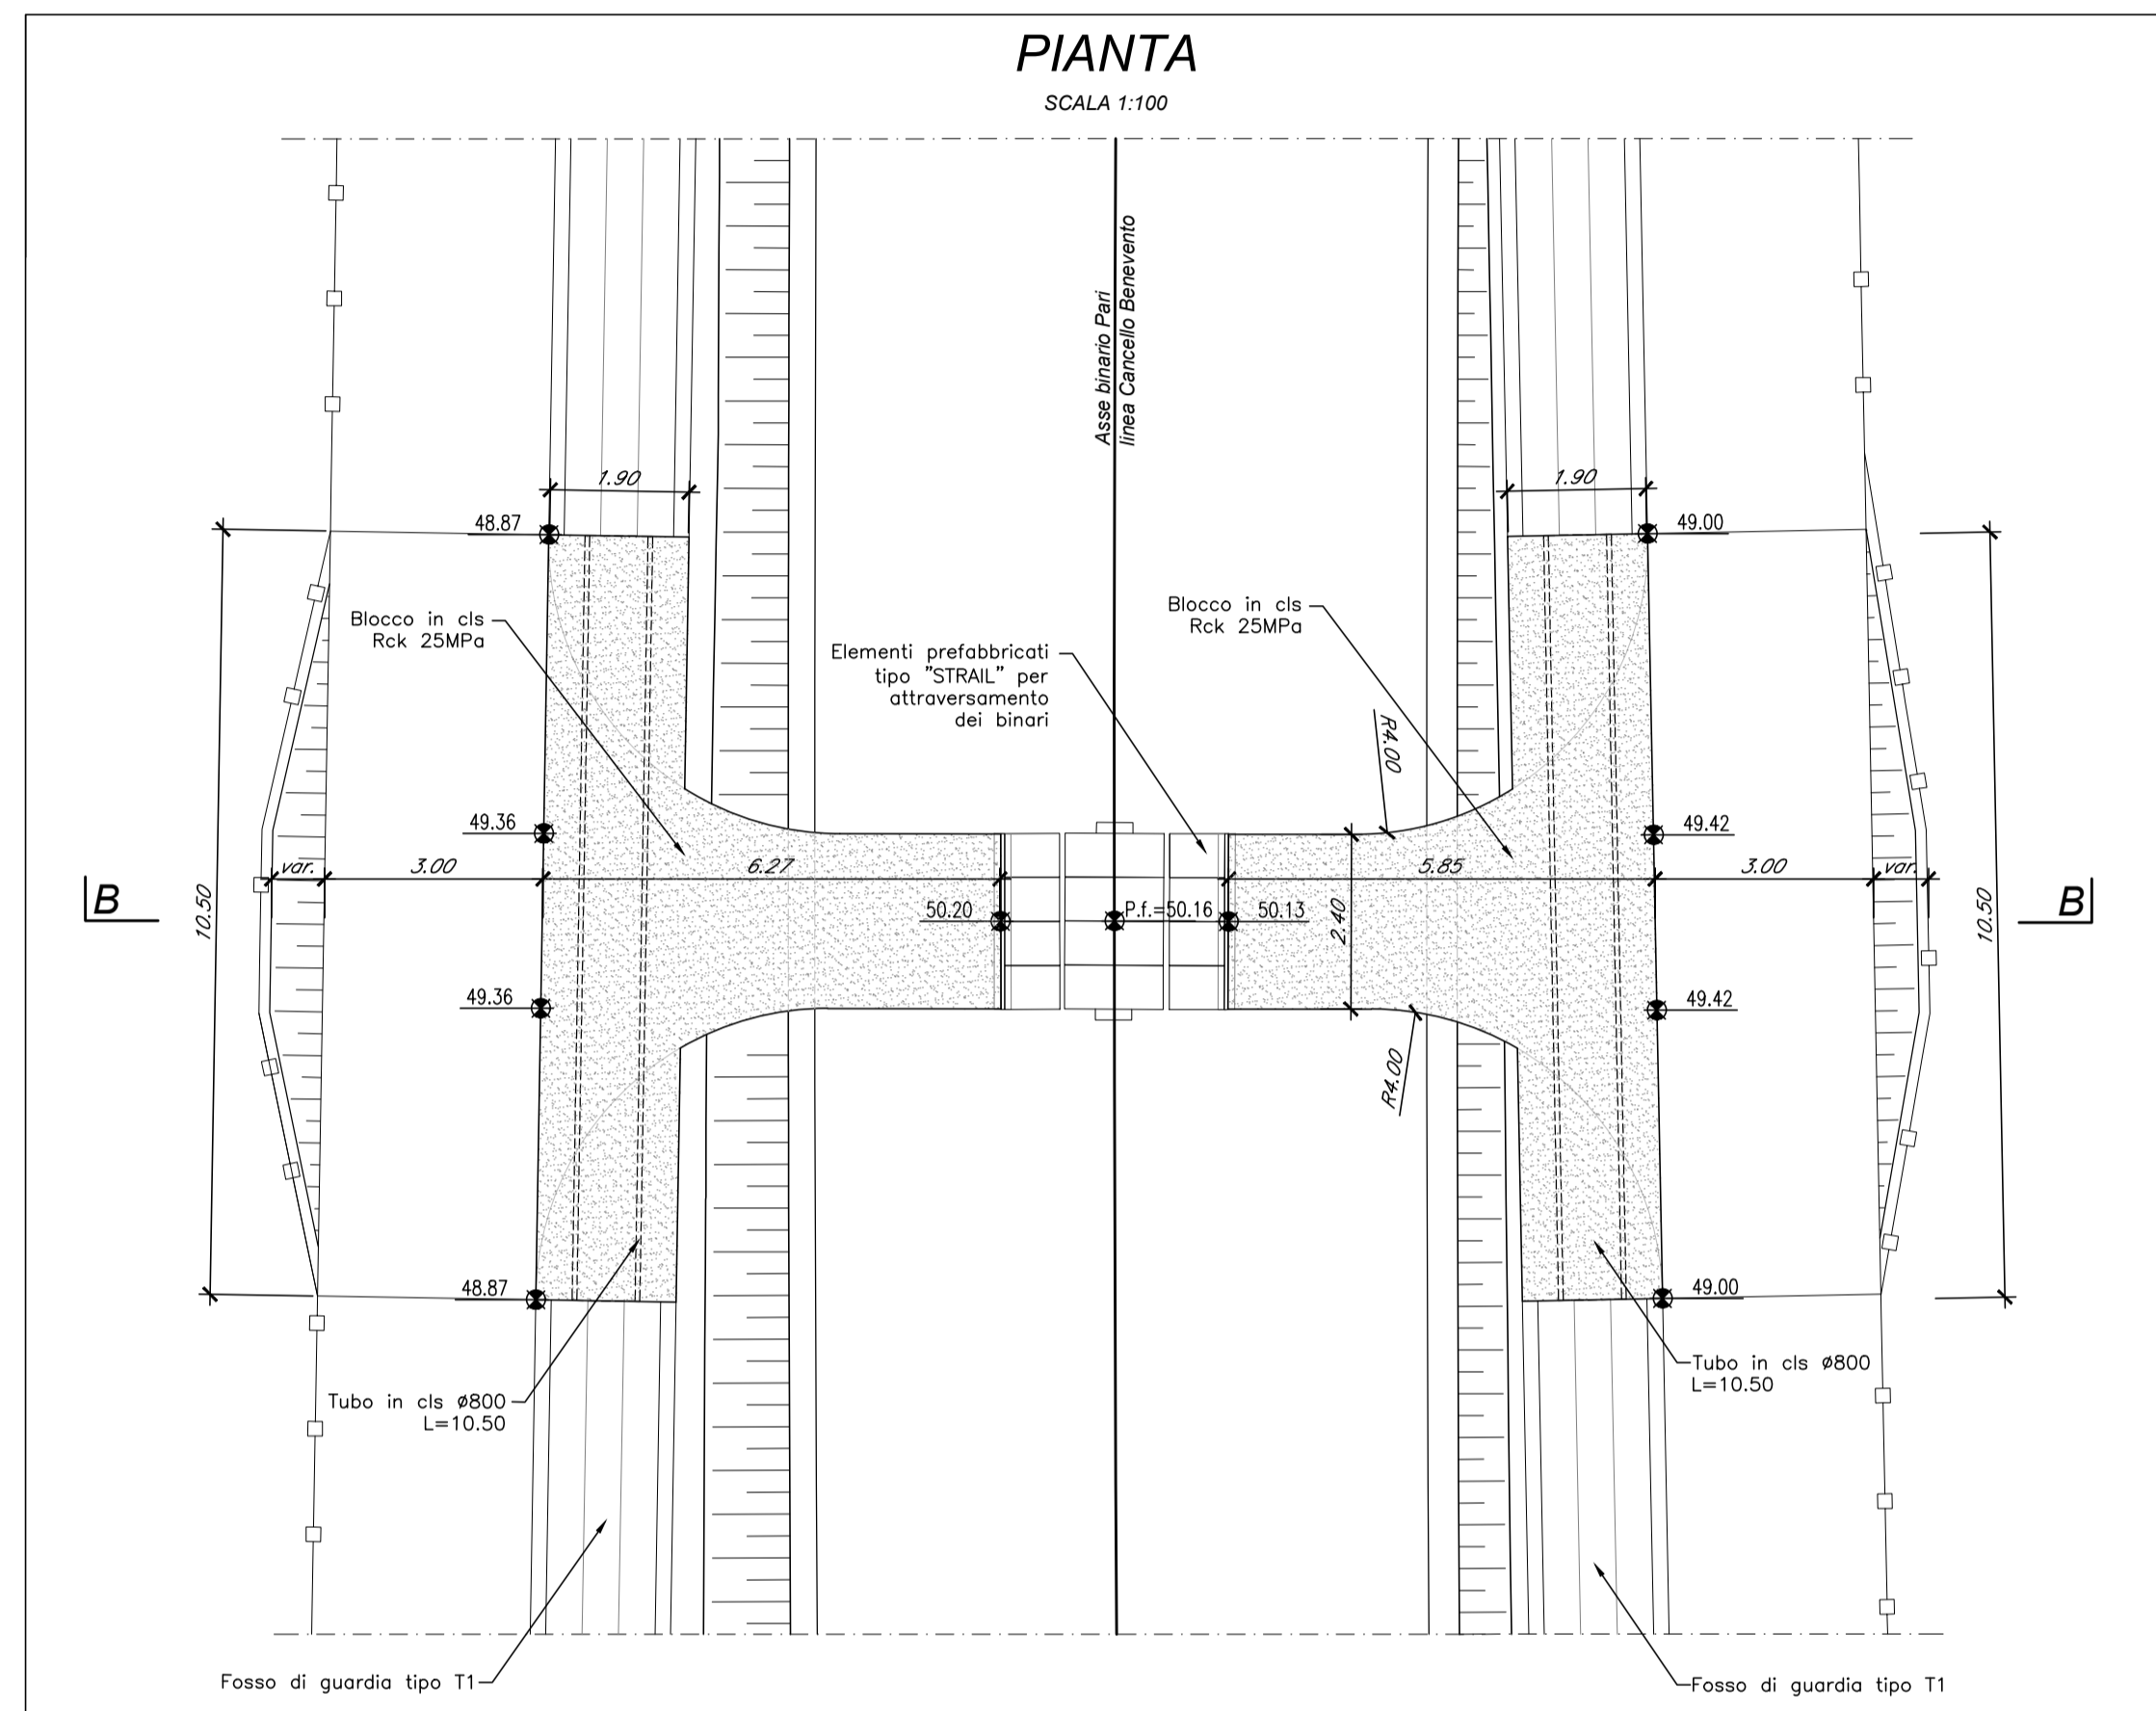 PIANTA
SCALA 1:100
Asse binario Pari
linea Cancello Benevento
1.90
1.90
48.87
49.00
Blocco in cls
Rck 25MPa
Blocco in cls
Rck 25MPa
Elementi prefabbricati
tipo "STRAIL" per
attraversamento
dei binari
R4.00
49.36
49.42
var.
3.00
6.27
5.85
3.00
var.
B
10.50
50.20
P.f.=50.16
50.13
2.40
10.50
B
49.36
49.42
R4.00
48.87
49.00
Tubo in cls ø800
L=10.50
Tubo in cls ø800
L=10.50
Fosso di guardia tipo T1
Fosso di guardia tipo T1